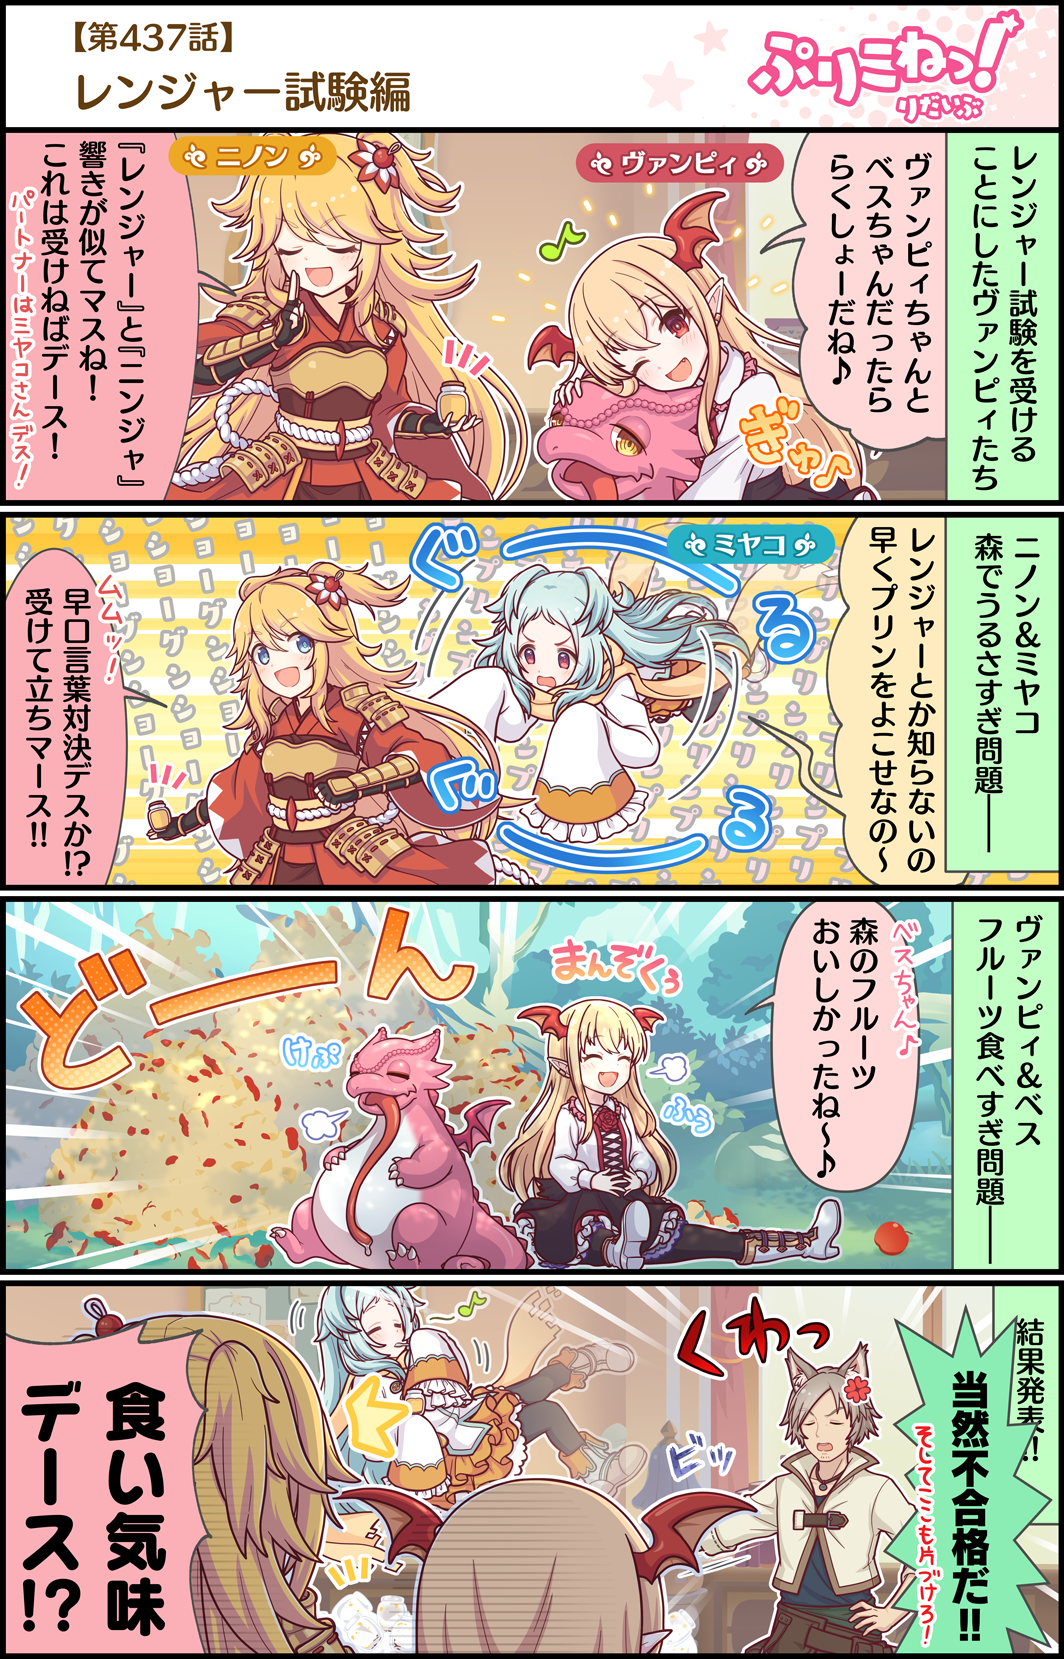 【第437話】
レンジャー試験編
ぷりこねっ!
りだいぶ
レンジャー試験を受ける
ことにしたヴァンピィたち
ヴァンピィ
ヴァンピィちゃんと
ベスちゃんだったら
らくしょーだね♪
ぎゅ♪
ニノン
『レンジャー』と『ニンジャ』
響きが似てマスね!
これは受けねばデース!
パートナーはミヤコさんデス!
ニノン&ミヤコ
森でうるさすぎ問題――
ミヤコ
レンジャーとか知らないの
早くプリンをよこせなの～
ぐる
ぐる
ムムッ!
早口言葉対決デスか!?
受けて立ちマース!!
ヴァンピィ&ベス
フルーツ食べすぎ問題――
ベスちゃん♪
森のフルーツ
おいしかったね～♪
まんぞくぅ
ふぅ
けぷ
どーん
結果発表!!
当然不合格だ!!
そしてここも片づけろ!
くわっ
ビッ
食い気味
デース!?